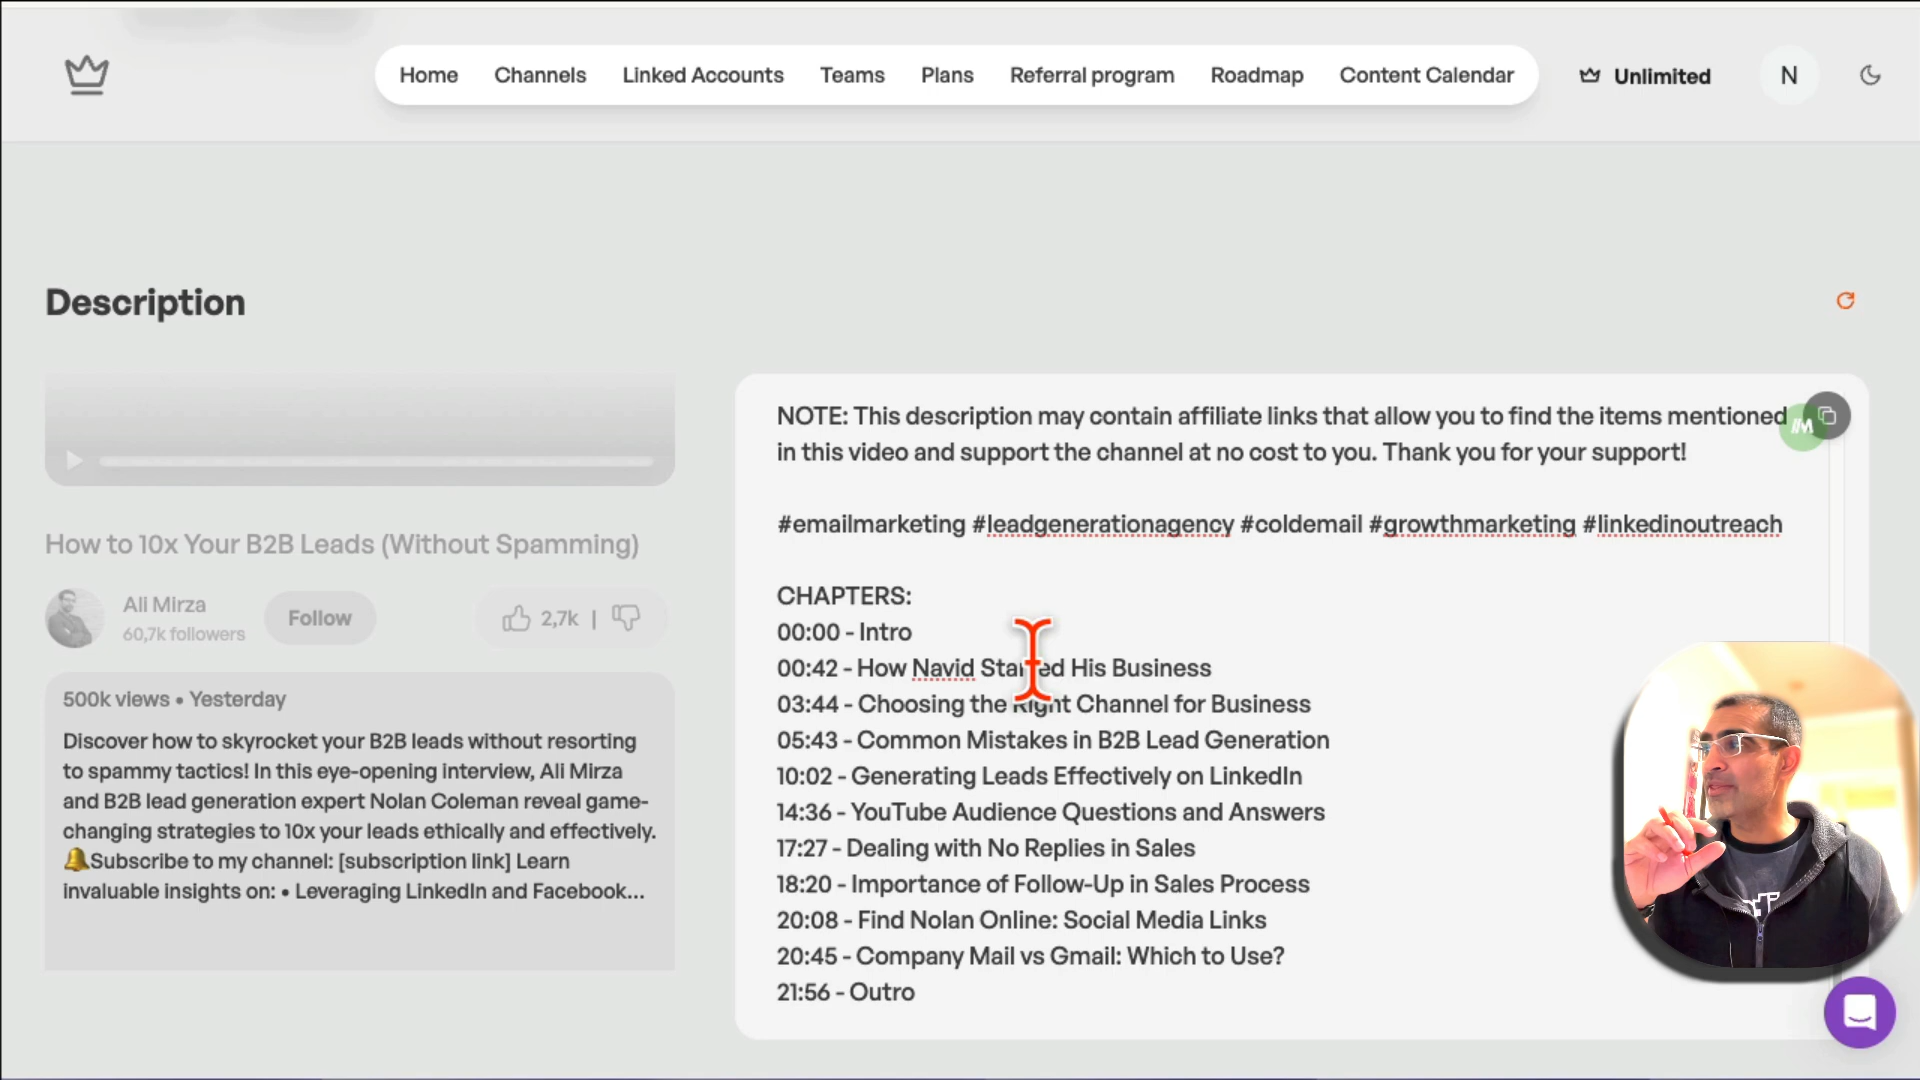 Home Channels Linked Accounts Teams Plans Referral program Roadmap Content Calendar Unlimited N
Description
How to 10x Your B2B Leads (Without Spamming)
Ali Mirza
60,7k followers
Follow
2,7k |
500k views • Yesterday
Discover how to skyrocket your B2B leads without resorting
to spammy tactics! In this eye-opening interview, Ali Mirza
and B2B lead generation expert Nolan Coleman reveal game-
changing strategies to 10x your leads ethically and effectively.
🔔Subscribe to my channel: [subscription link] Learn
invaluable insights on: • Leveraging LinkedIn and Facebook...
NOTE: This description may contain affiliate links that allow you to find the items mentioned
in this video and support the channel at no cost to you. Thank you for your support!
#emailmarketing #leadgenerationagency #coldemail #growthmarketing #linkedinoutreach
CHAPTERS:
00:00 - Intro
00:42 - How Navid Started His Business
03:44 - Choosing the Right Channel for Business
05:43 - Common Mistakes in B2B Lead Generation
10:02 - Generating Leads Effectively on LinkedIn
14:36 - YouTube Audience Questions and Answers
17:27 - Dealing with No Replies in Sales
18:20 - Importance of Follow-Up in Sales Process
20:08 - Find Nolan Online: Social Media Links
20:45 - Company Mail vs Gmail: Which to Use?
21:56 - Outro